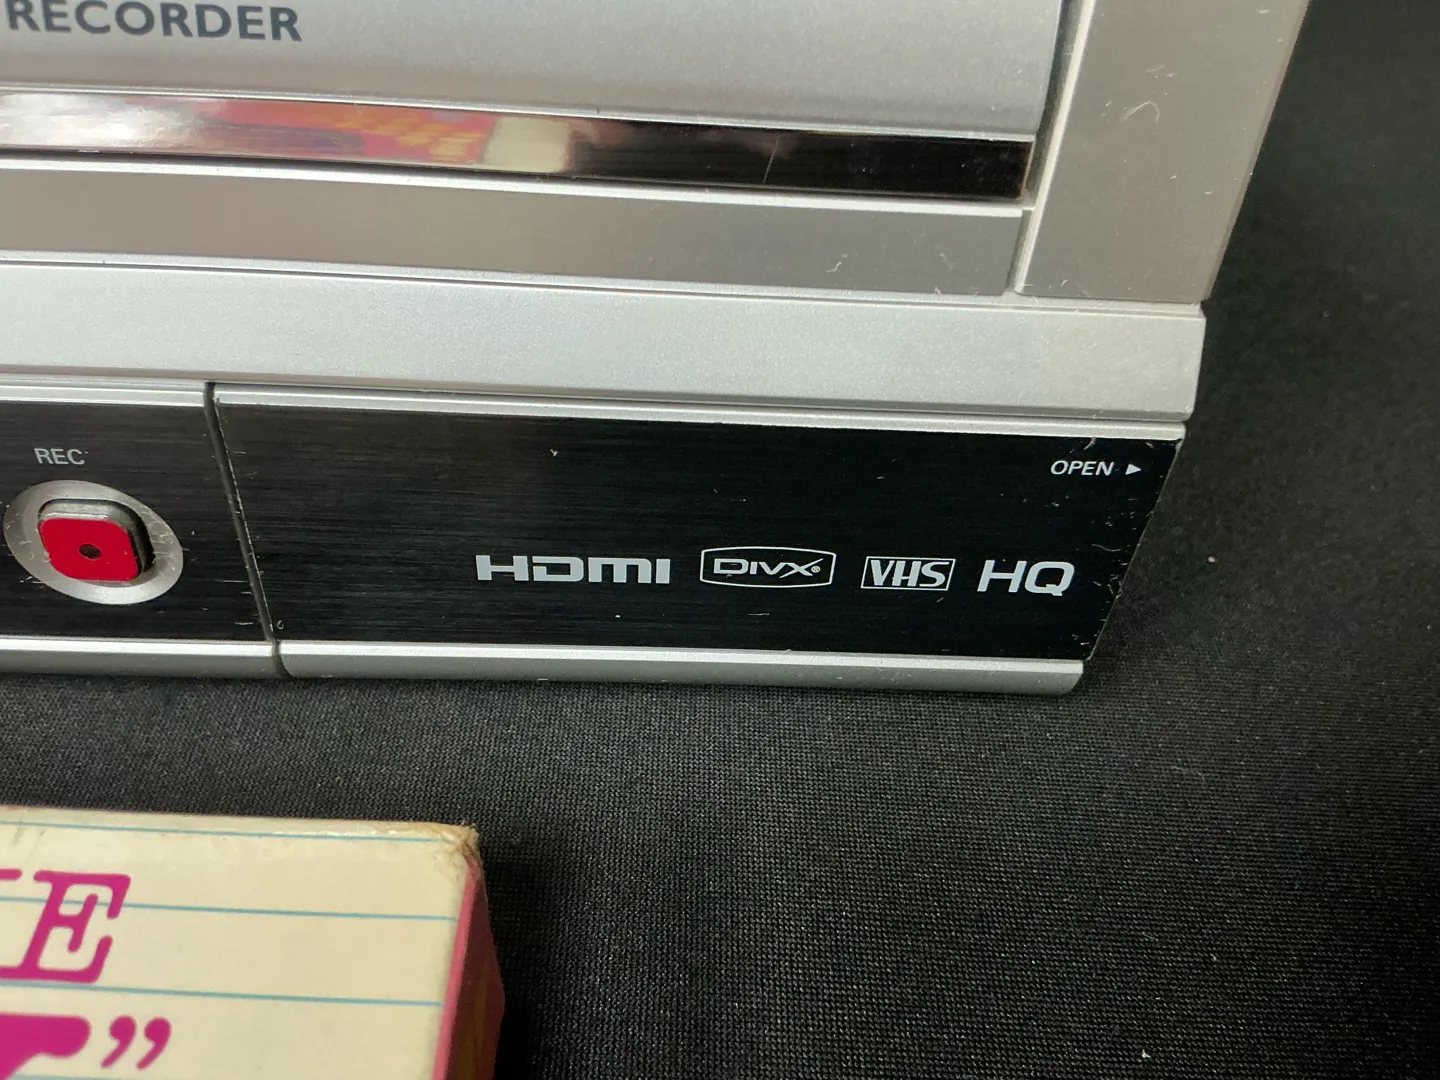 RECORDER
REC
OPEN ►
HDMI DIVX® VHS HQ
E
"